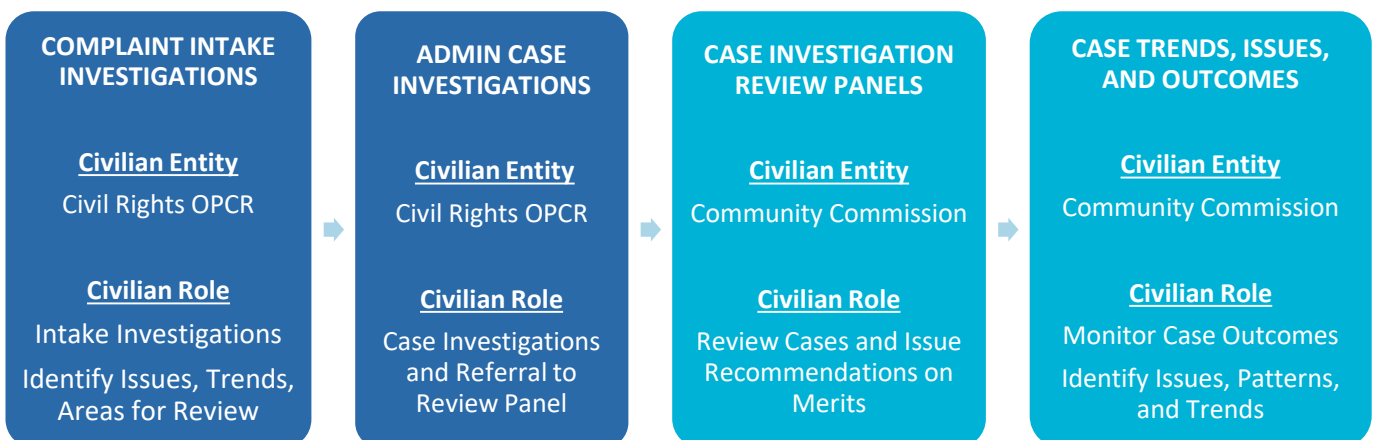 COMPLAINT INTAKE
INVESTIGATIONS
Civilian Entity
Civil Rights OPCR
Civilian Role
Intake Investigations
Identify Issues, Trends,
Areas for Review
ADMIN CASE
INVESTIGATIONS
Civilian Entity
Civil Rights OPCR
Civilian Role
Case Investigations
and Referral to
Review Panel
CASE INVESTIGATION
REVIEW PANELS
Civilian Entity
Community Commission
Civilian Role
Review Cases and Issue
Recommendations on
Merits
CASE TRENDS, ISSUES,
AND OUTCOMES
Civilian Entity
Community Commission
Civilian Role
Monitor Case Outcomes
Identify Issues, Patterns,
and Trends